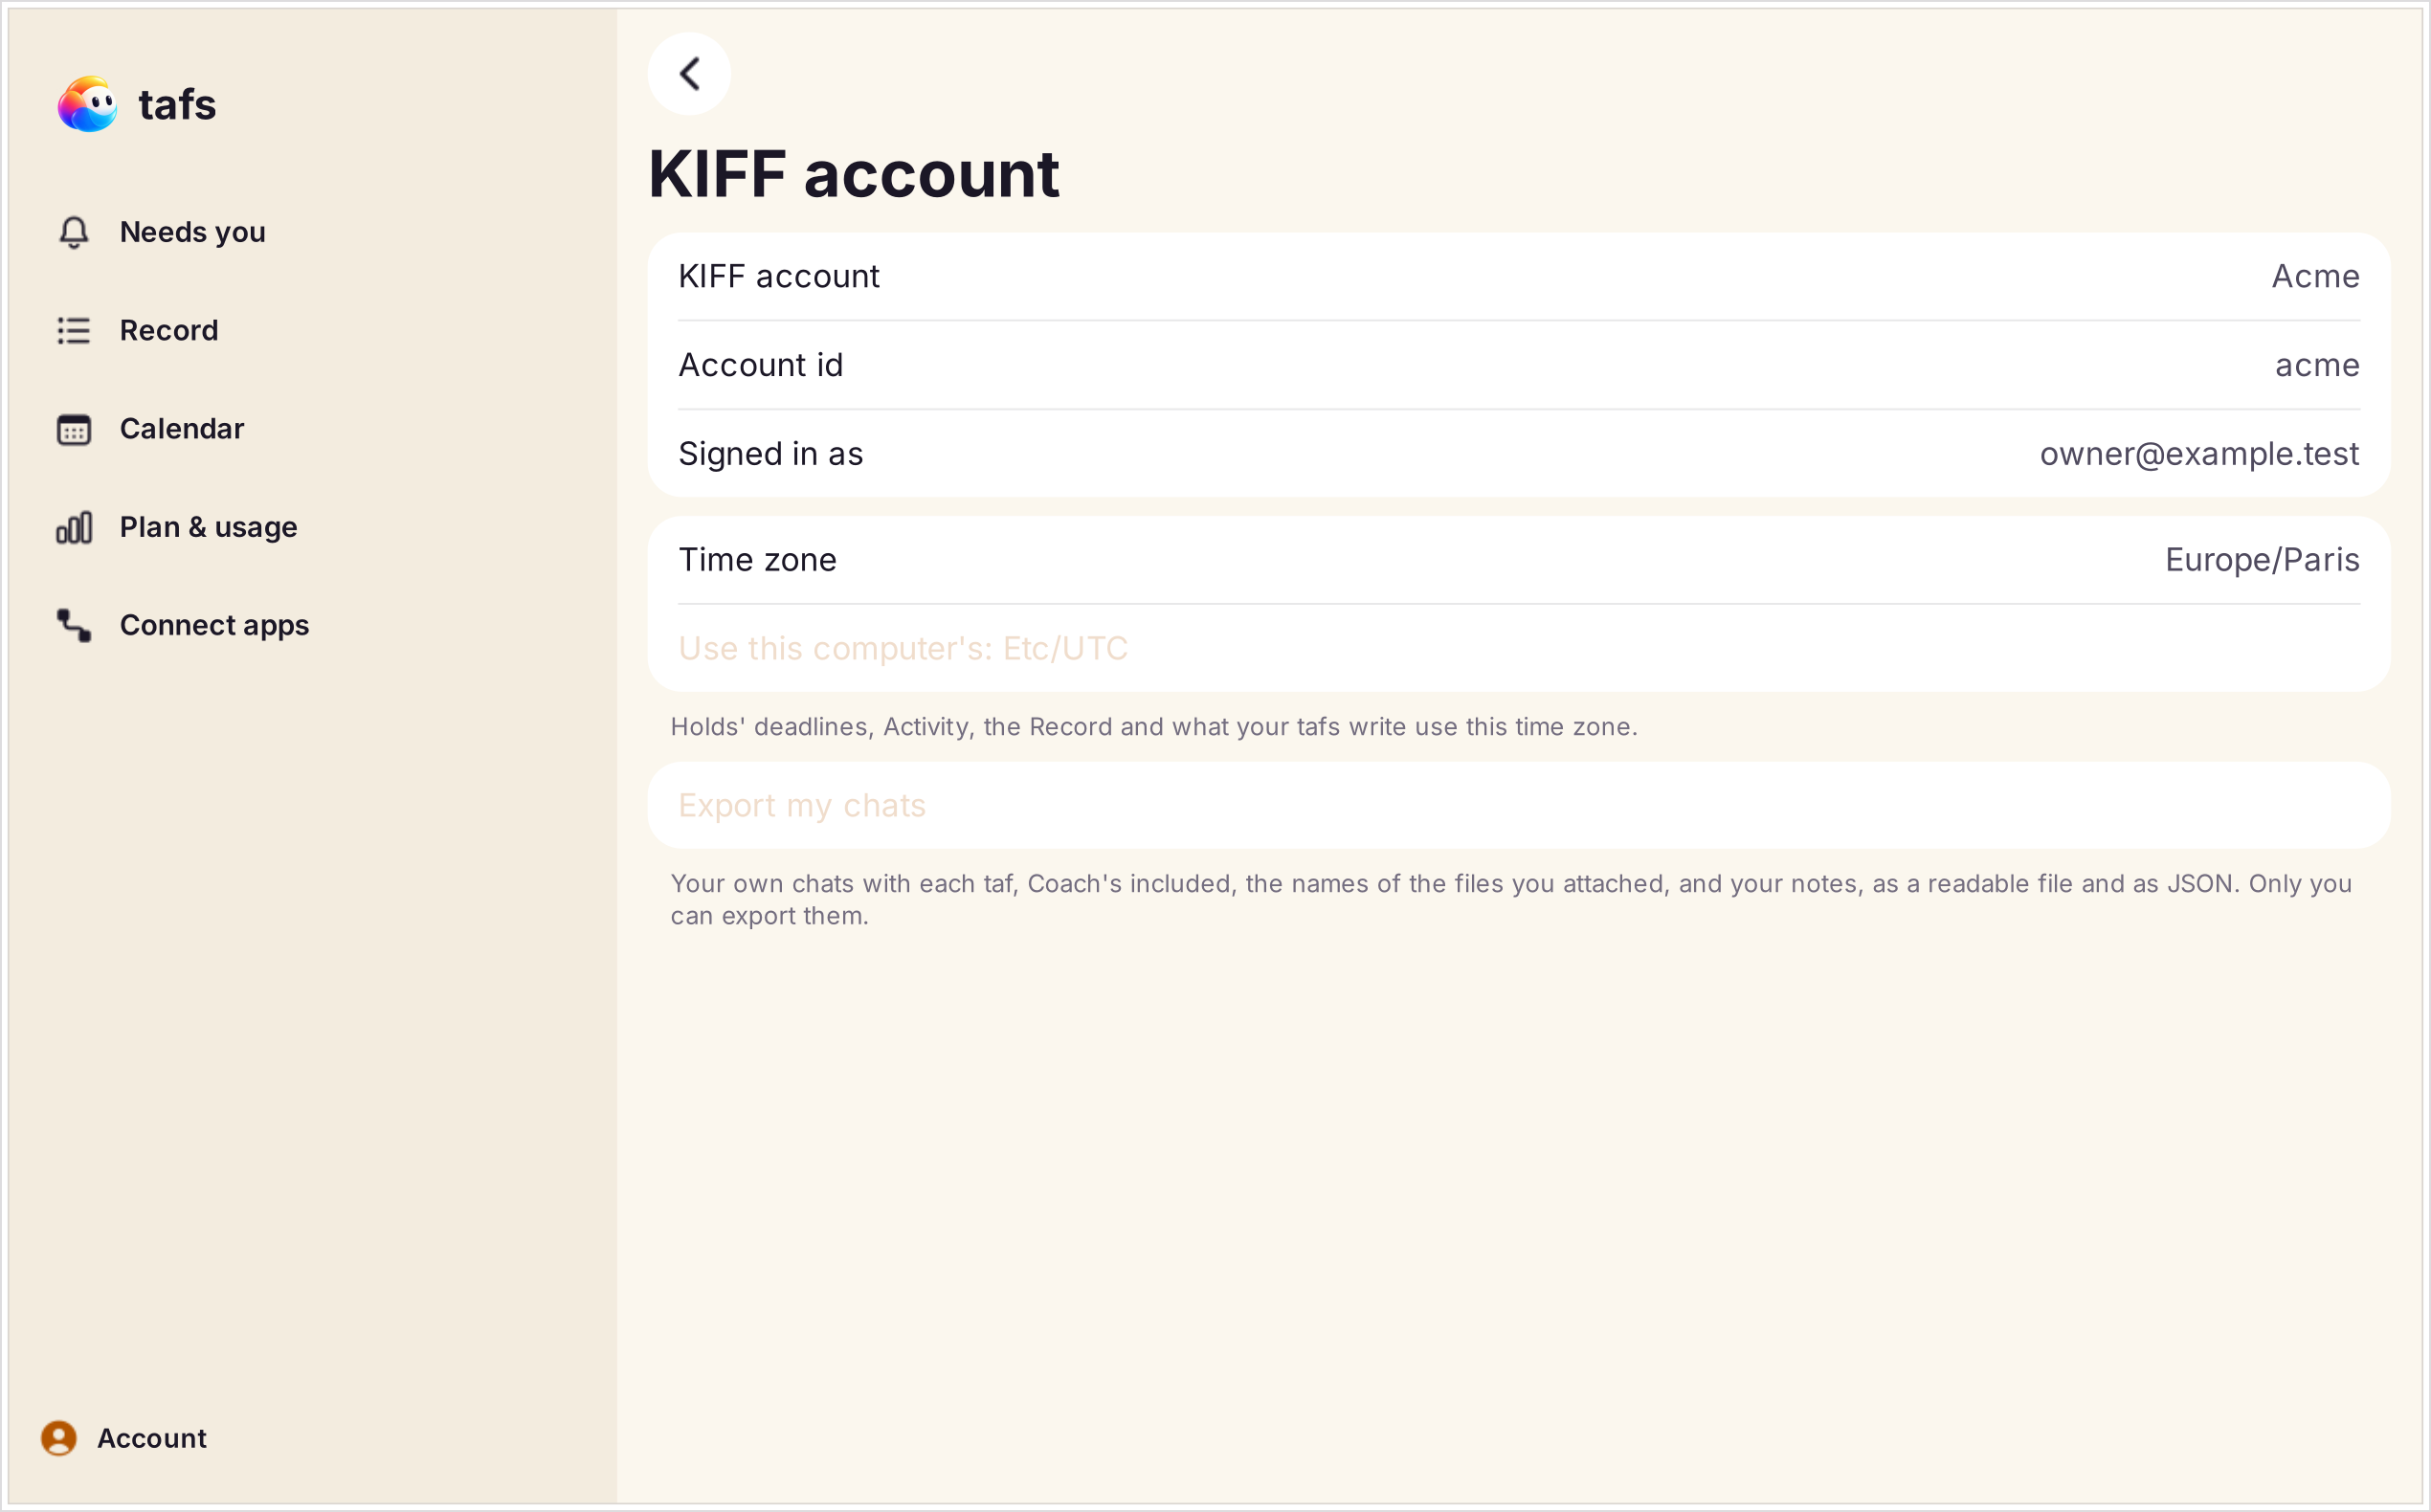 tafs
Needs you
Record
Calendar
Plan & usage
Connect apps
Account
KIFF account
KIFF account Acme
Account id acme
Signed in as owner@example.test
Time zone Europe/Paris
Use this computer's: Etc/UTC
Holds' deadlines, Activity, the Record and what your tafs write use this time zone.
Export my chats
Your own chats with each taf, Coach's included, the names of the files you attached, and your notes, as a readable file and as JSON. Only you
can export them.